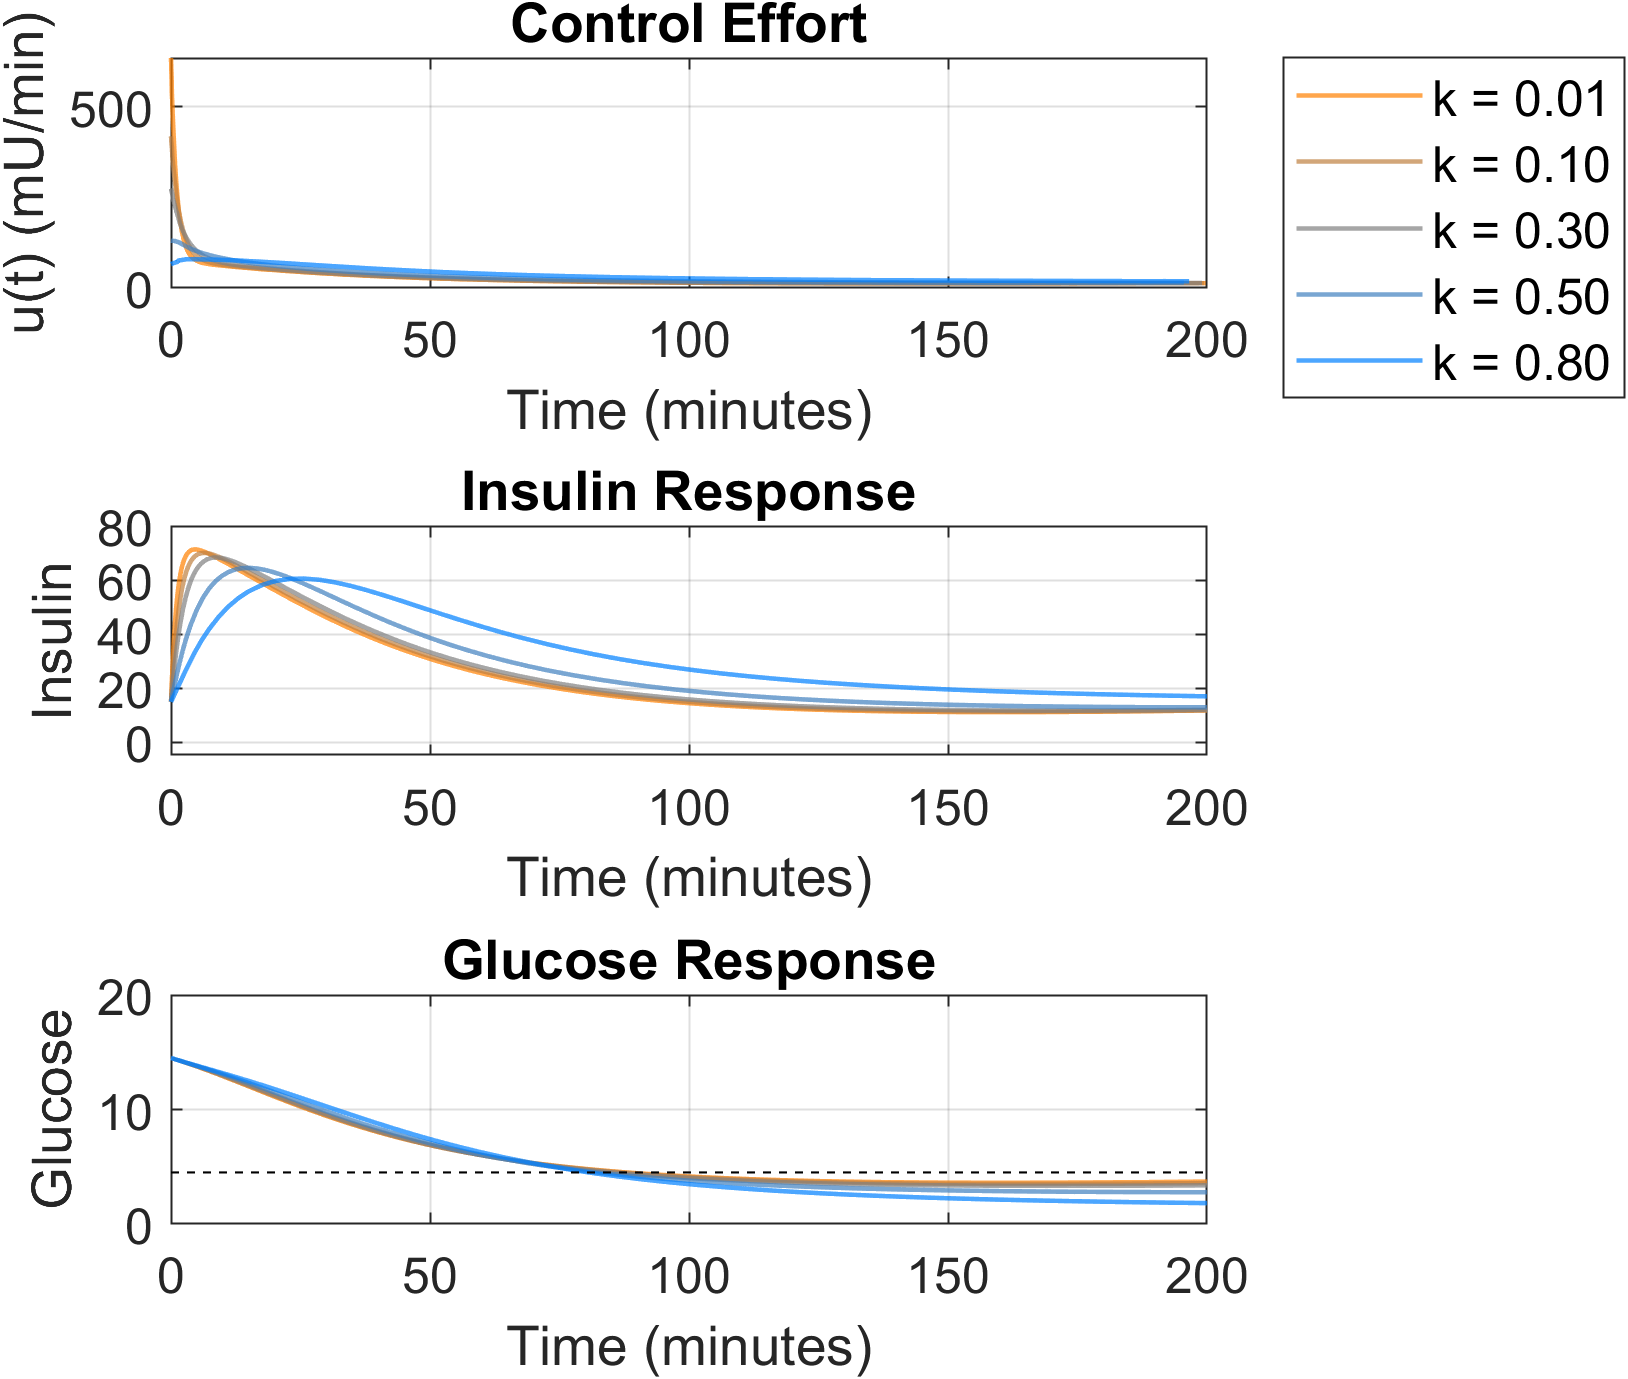 Control Effort
u(t) (mU/min)
500
0
0 50 100 150 200
Time (minutes)
k = 0.01
k = 0.10
k = 0.30
k = 0.50
k = 0.80
Insulin Response
Insulin
80
60
40
20
0
0 50 100 150 200
Time (minutes)
Glucose Response
Glucose
20
10
0
0 50 100 150 200
Time (minutes)